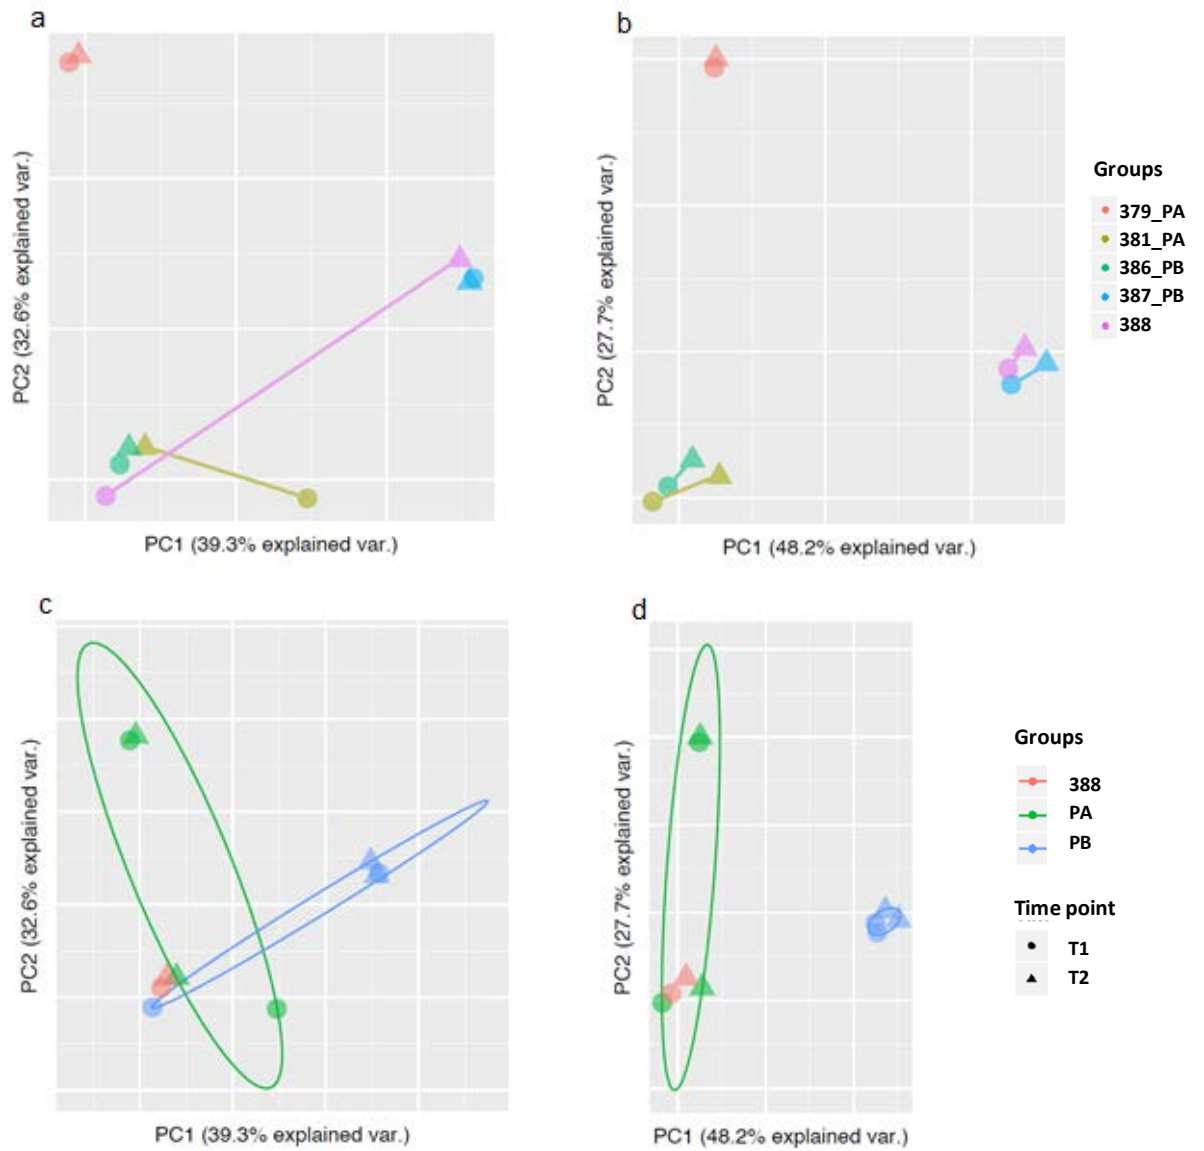 a
b
PC2 (32.6% explained var.)
PC1 (39.3% explained var.)
PC2 (27.7% explained var.)
PC1 (48.2% explained var.)
Groups
379_PA
381_PA
386_PB
387_PB
388
c
d
PC2 (32.6% explained var.)
PC1 (39.3% explained var.)
PC2 (27.7% explained var.)
PC1 (48.2% explained var.)
Groups
388
PA
PB
Time point
T1
T2